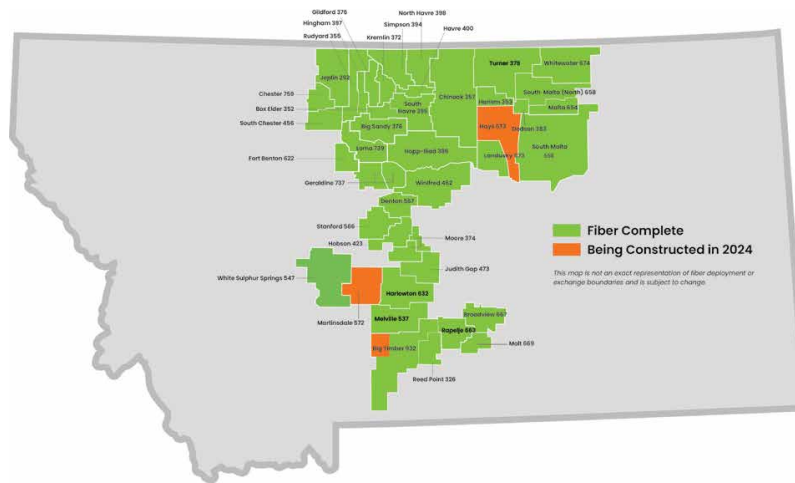 Gildford 376
North Havre 398
Hingham 397
Simpson 394
Rudyard 355
Kremlin 372
Havre 400
Turner 379
Whitewater 674
Joplin 292
Chester 759
South Malta (North) 658
Chinook 357
Harlem 353
Malta 654
Box Elder 352
South Havre 395
South Chester 456
Big Sandy 378
Hays 673
Dodson 383
Loma 739
Hopp-Iliad 386
Landusky 675
South Malta
Fort Benton 622
Geraldine 737
Winifred 462
Denton 567
Stanford 566
Moore 374
Hobson 423
Judith Gap 473
White Sulphur Springs 547
Harlowton 632
Martinsdale 572
Melville 537
Broadview 667
Rapelje 663
Big Timber 932
Molt 669
Reed Point 326
Fiber Complete
Being Constructed in 2024
This map is not an exact representation of fiber deployment or
exchange boundaries and is subject to change.